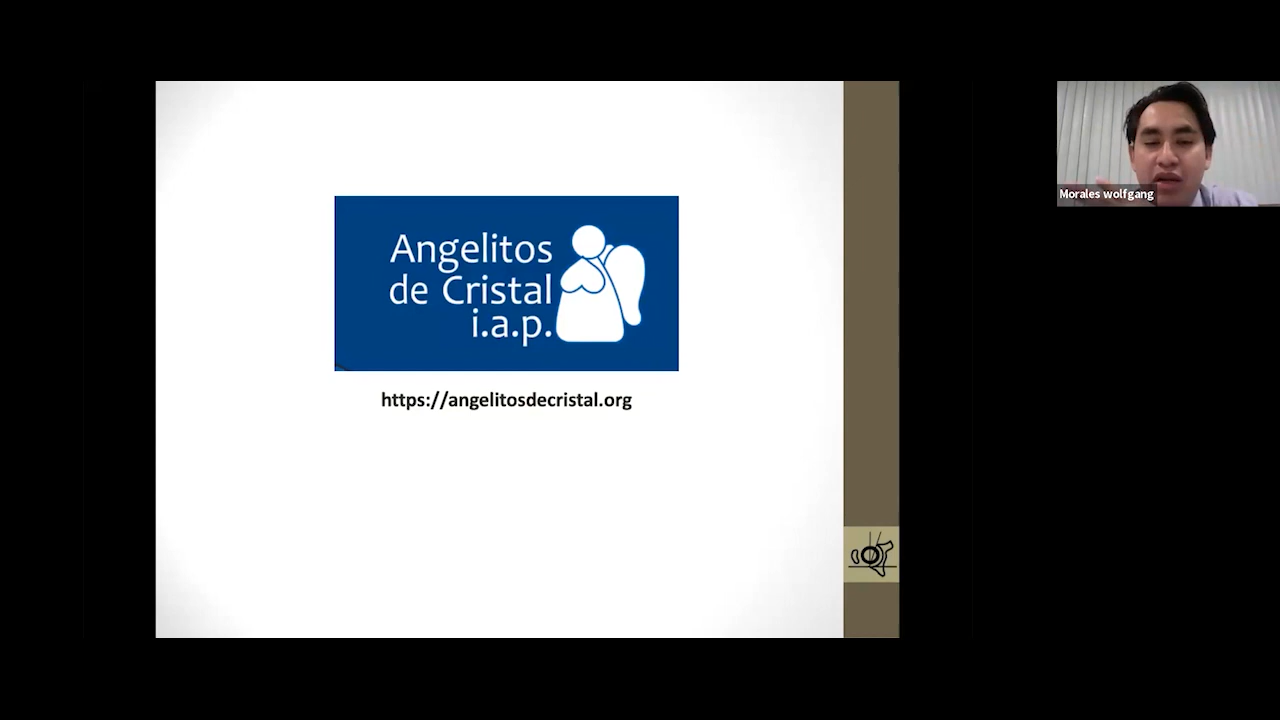 Angelitos
de Cristal
i.a.p.
https://angelitosdecristal.org
Morales wolfgang